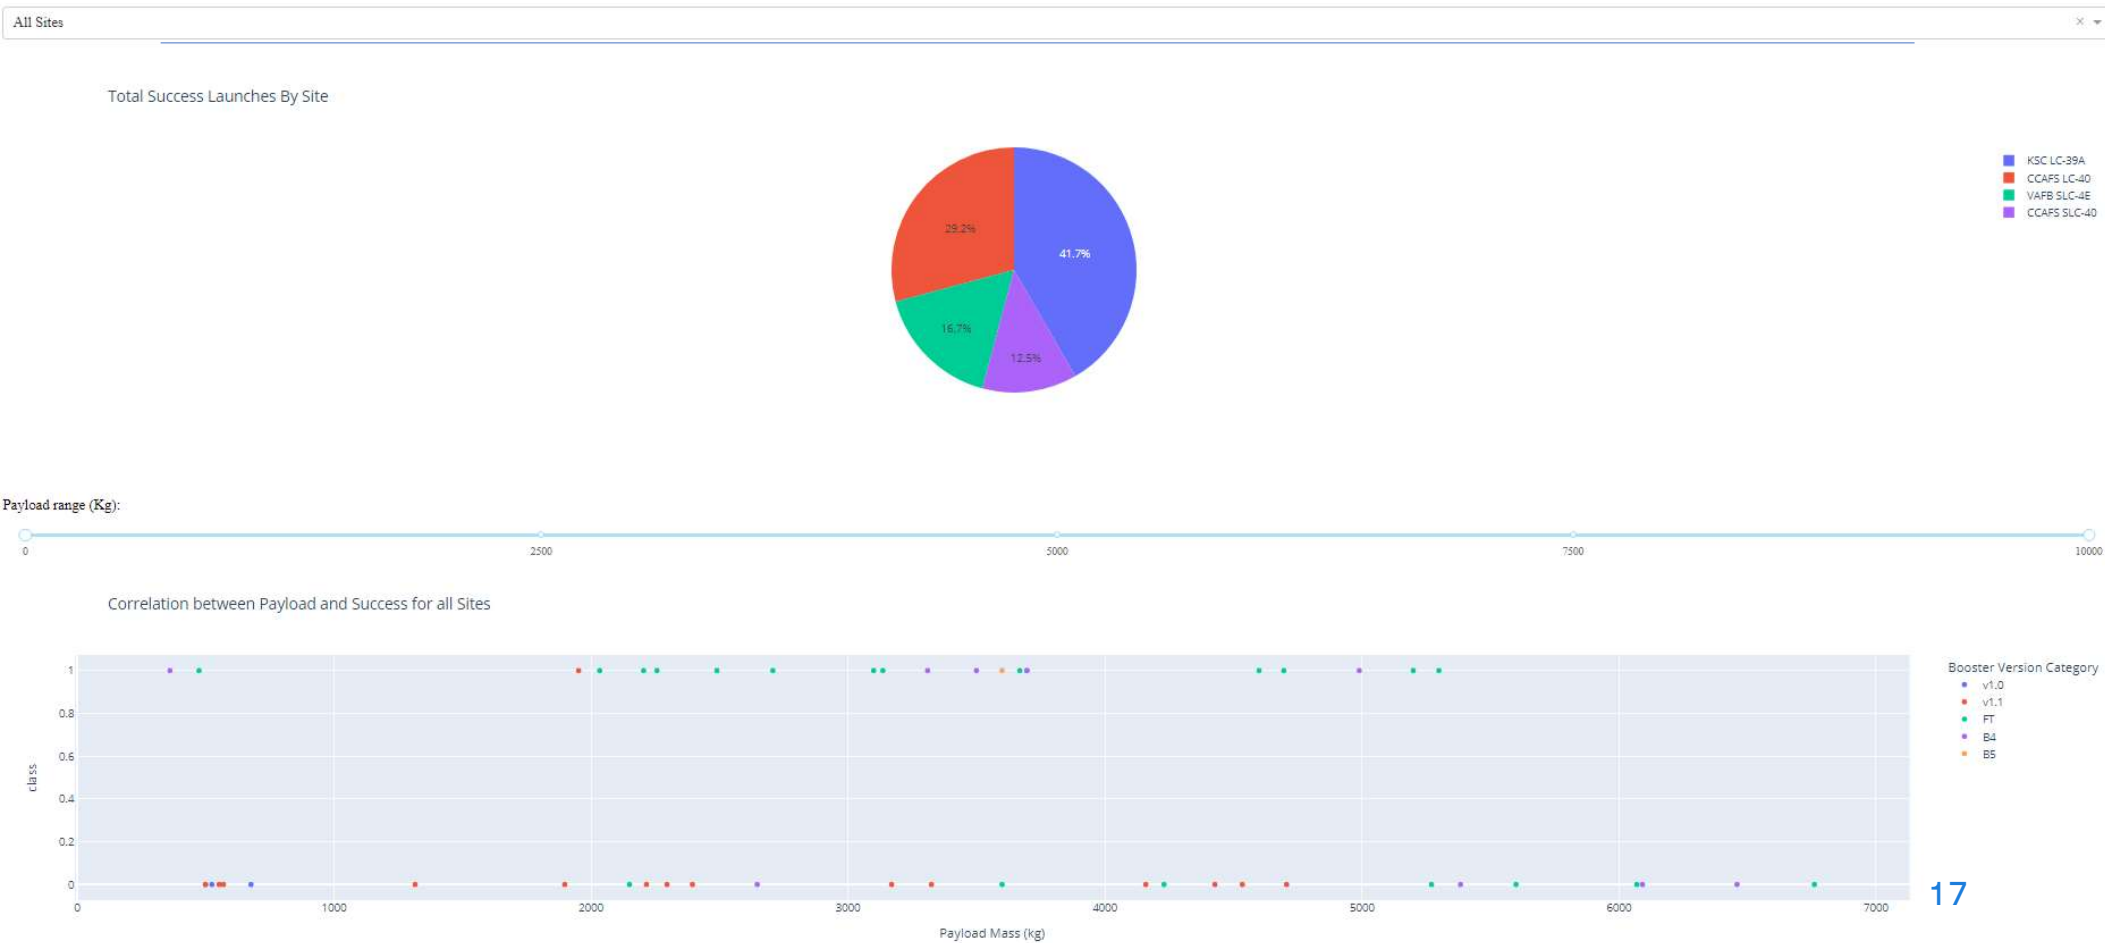 All Sites
×
Total Success Launches By Site
KSC LC-39A
CCAFS LC-40
VAFB SLC-4E
CCAFS SLC-40
29.2%
41.7%
16.7%
12.5%
Payload range (Kg):
0 2500 5000 7500 10000
Correlation between Payload and Success for all Sites
Booster Version Category
v1.0
v1.1
FT
B4
B5
class
1
0.8
0.6
0.4
0.2
0
0 1000 2000 3000 4000 5000 6000 7000
Payload Mass (kg)
17